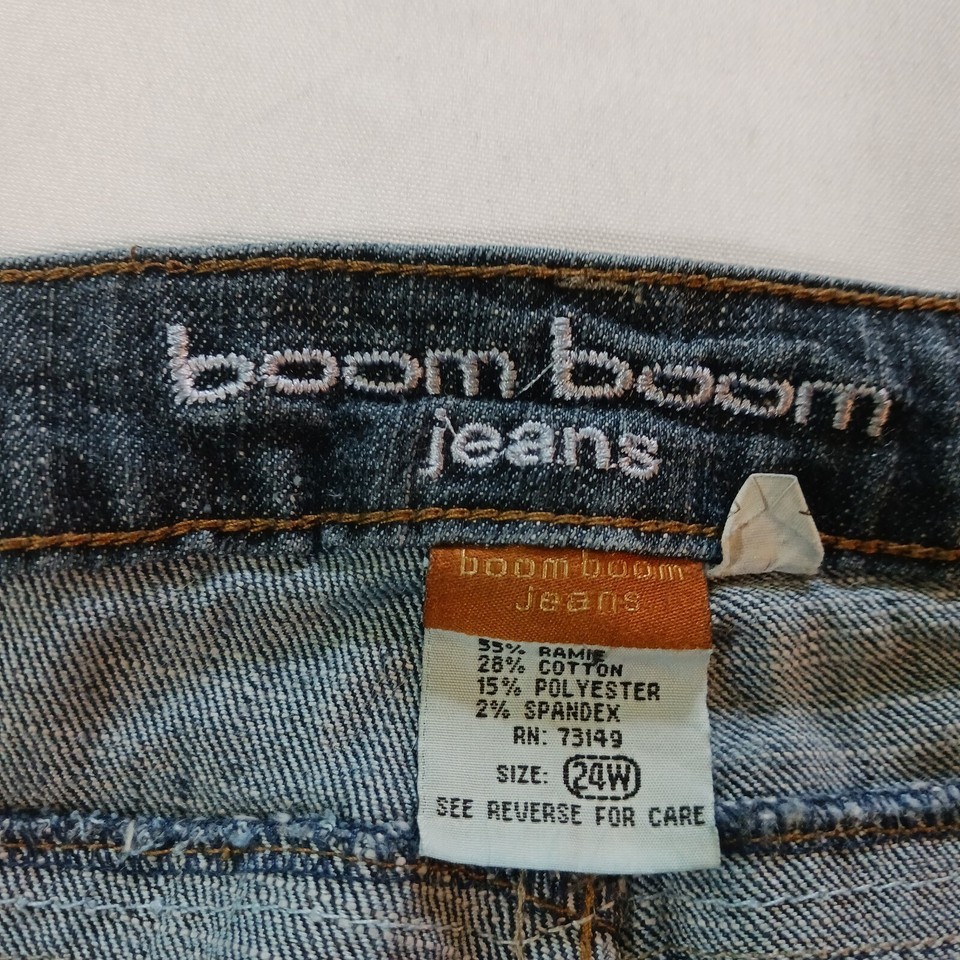 boom boom
jeans
boom boom
jeans
55% RAMIE
28% COTTON
15% POLYESTER
2% SPANDEX
RN: 73149
SIZE: 24W
SEE REVERSE FOR CARE